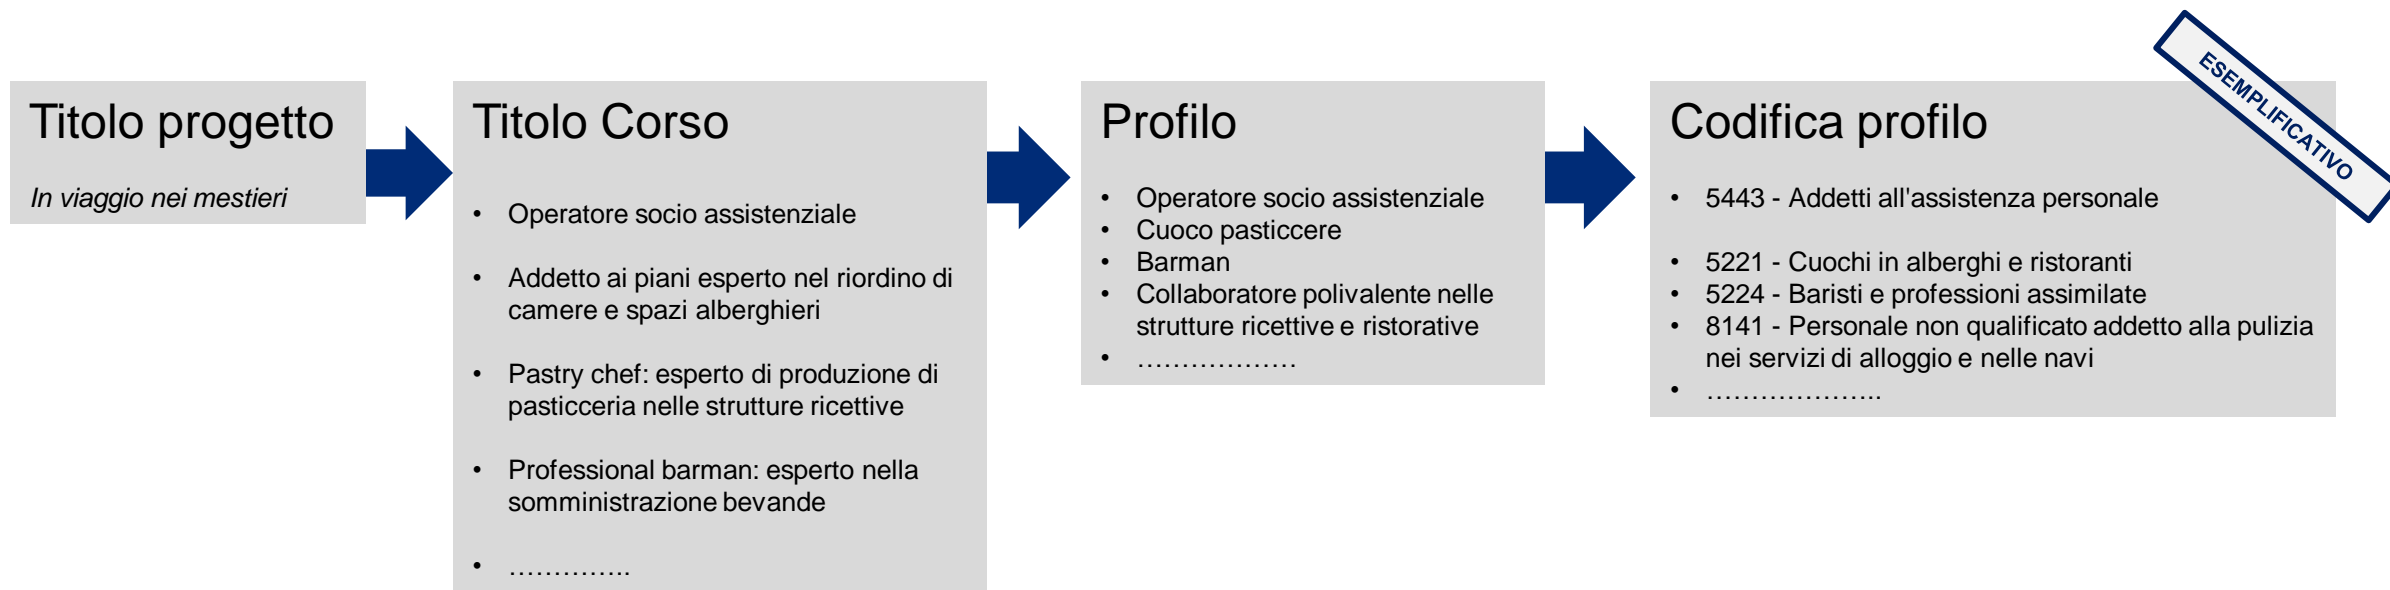 Titolo progetto
In viaggio nei mestieri
Titolo Corso
• Operatore socio assistenziale
• Addetto ai piani esperto nel riordino di
camere e spazi alberghieri
• Pastry chef: esperto di produzione di
pasticceria nelle strutture ricettive
• Professional barman: esperto nella
somministrazione bevande
• …………..
Profilo
• Operatore socio assistenziale
• Cuoco pasticcere
• Barman
• Collaboratore polivalente nelle
strutture ricettive e ristorative
• ………………
Codifica profilo
• 5443 - Addetti all'assistenza personale
• 5221 - Cuochi in alberghi e ristoranti
• 5224 - Baristi e professioni assimilate
• 8141 - Personale non qualificato addetto alla pulizia
nei servizi di alloggio e nelle navi
• ………………..
ESEMPLIFICATIVO